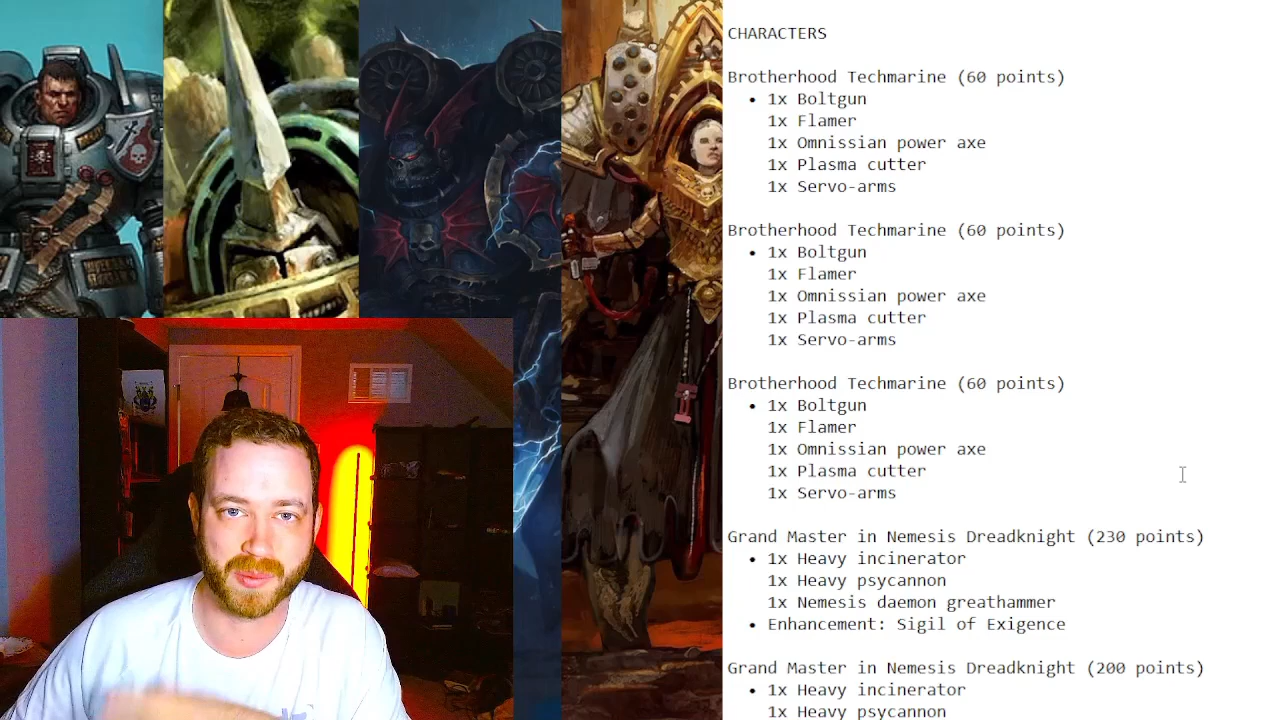 CHARACTERS
Brotherhood Techmarine (60 points)
• 1x Boltgun
1x Flamer
1x Omnissian power axe
1x Plasma cutter
1x Servo-arms
Brotherhood Techmarine (60 points)
• 1x Boltgun
1x Flamer
1x Omnissian power axe
1x Plasma cutter
1x Servo-arms
Brotherhood Techmarine (60 points)
• 1x Boltgun
1x Flamer
1x Omnissian power axe
1x Plasma cutter
1x Servo-arms
Grand Master in Nemesis Dreadknight (230 points)
• 1x Heavy incinerator
1x Heavy psycannon
1x Nemesis daemon greathammer
• Enhancement: Sigil of Exigence
Grand Master in Nemesis Dreadknight (200 points)
• 1x Heavy incinerator
1x Heavy psycannon